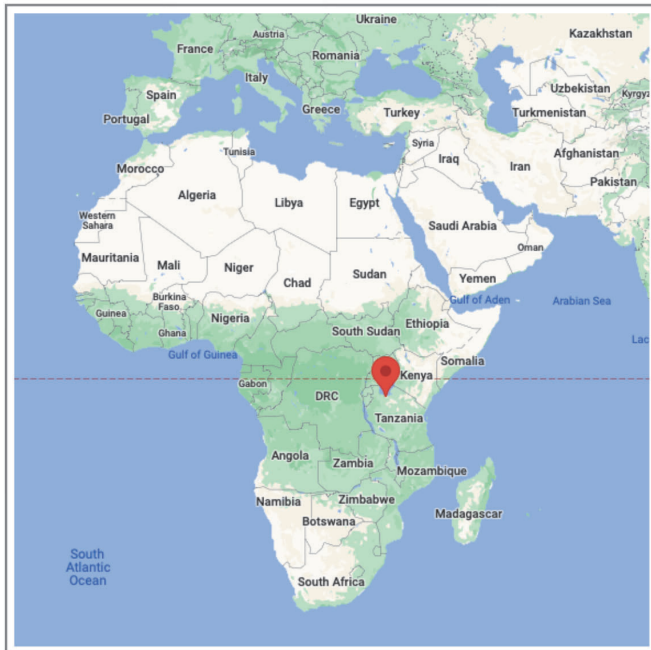 Ukraine
Kazakhstan
Austria
France
Romania
Italy
Uzbekistan
Spain
Greece
Turkey
Turkmenistan
Portugal
Tunisia
Syria
Afghanistan
Iraq
Iran
Morocco
Pakistan
Algeria
Libya
Egypt
Western
Sahara
Saudi Arabia
Oman
Mauritania
Mali
Niger
Chad
Sudan
Yemen
Burkina
Faso
Gulf of Aden
Arabian Sea
Guinea
Nigeria
Ethiopia
Ghana
South Sudan
Gulf of Guinea
Somalia
Kenya
Gabon
DRC
Tanzania
Angola
Zambia
Mozambique
Namibia
Zimbabwe
Madagascar
Botswana
South
Atlantic
Ocean
South Africa